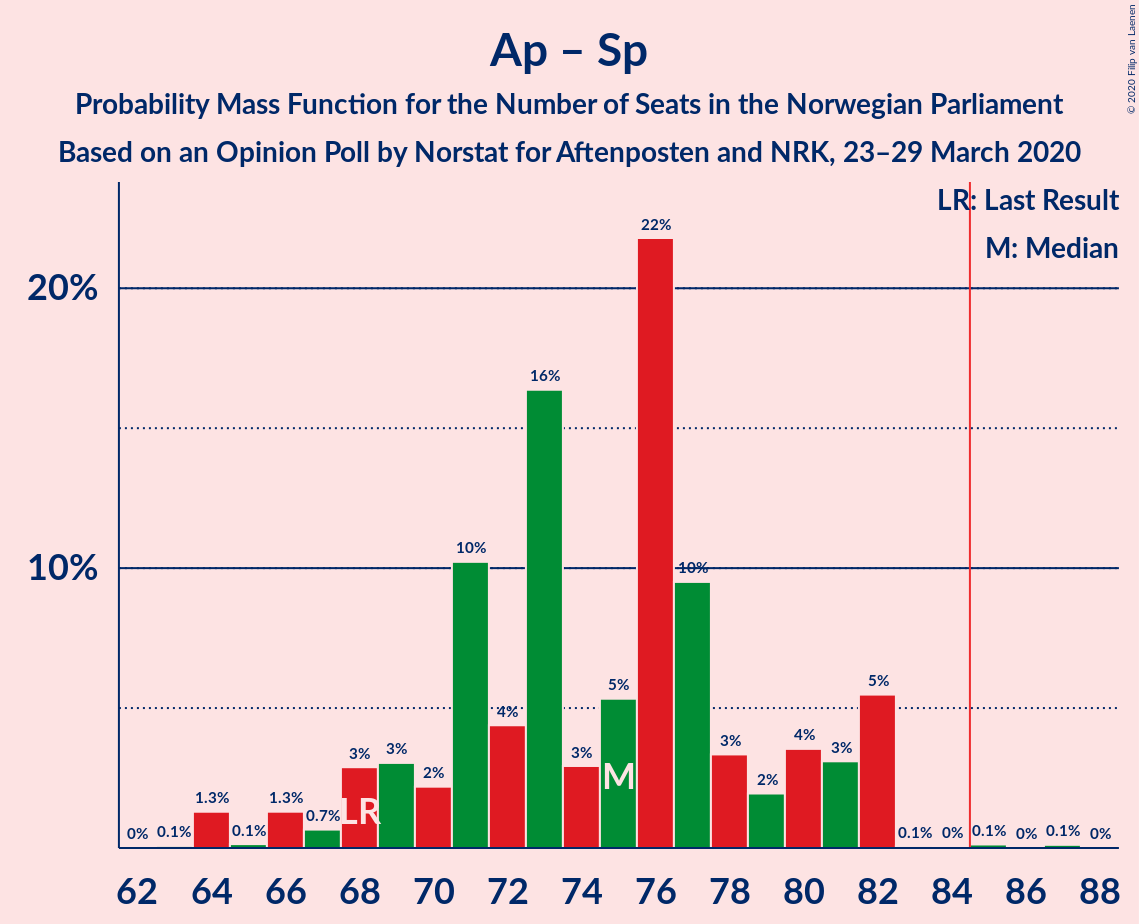 Ap – Sp
Probability Mass Function for the Number of Seats in the Norwegian Parliament
Based on an Opinion Poll by Norstat for Aftenposten and NRK, 23–29 March 2020
© 2020 Filip van Laenen
LR: Last Result
M: Median
20%
10%
0% 0.1% 1.3% 0.1% 1.3% 0.7% 3% 3% 2% 10% 4% 16% 3% 5% 22% 10% 3% 2% 4% 3% 5% 0.1% 0% 0.1% 0% 0.1% 0%
LR
M
62 64 66 68 70 72 74 76 78 80 82 84 86 88